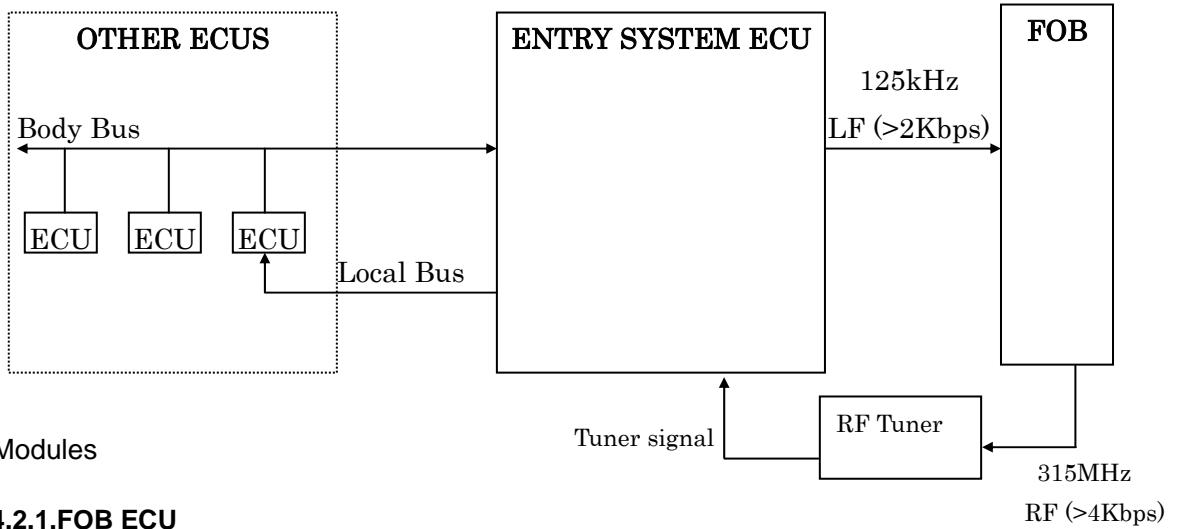 OTHER ECUS
ENTRY SYSTEM ECU
FOB
125kHz
LF (>2Kbps)
Body Bus
ECU
ECU
ECU
Local Bus
RF Tuner
Tuner signal
315MHz
RF (>4Kbps)
Modules
4.2.1.FOB ECU